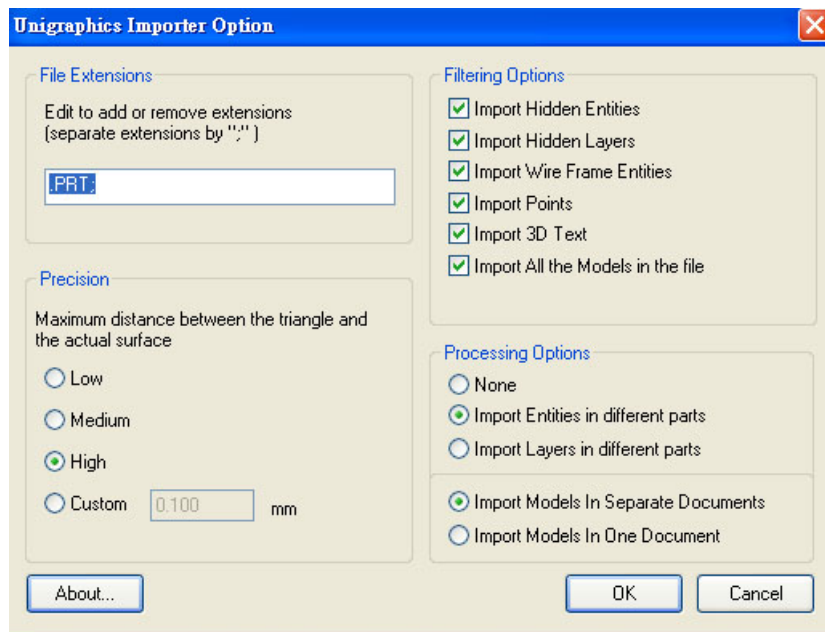 Unigraphics Importer Option
File Extensions
Edit to add or remove extensions
(separate extensions by ";" )
.PRT;
Precision
Maximum distance between the triangle and
the actual surface
Low
Medium
High
Custom 0.100 mm
Filtering Options
Import Hidden Entities
Import Hidden Layers
Import Wire Frame Entities
Import Points
Import 3D Text
Import All the Models in the file
Processing Options
None
Import Entities in different parts
Import Layers in different parts
Import Models In Separate Documents
Import Models In One Document
About...
OK
Cancel